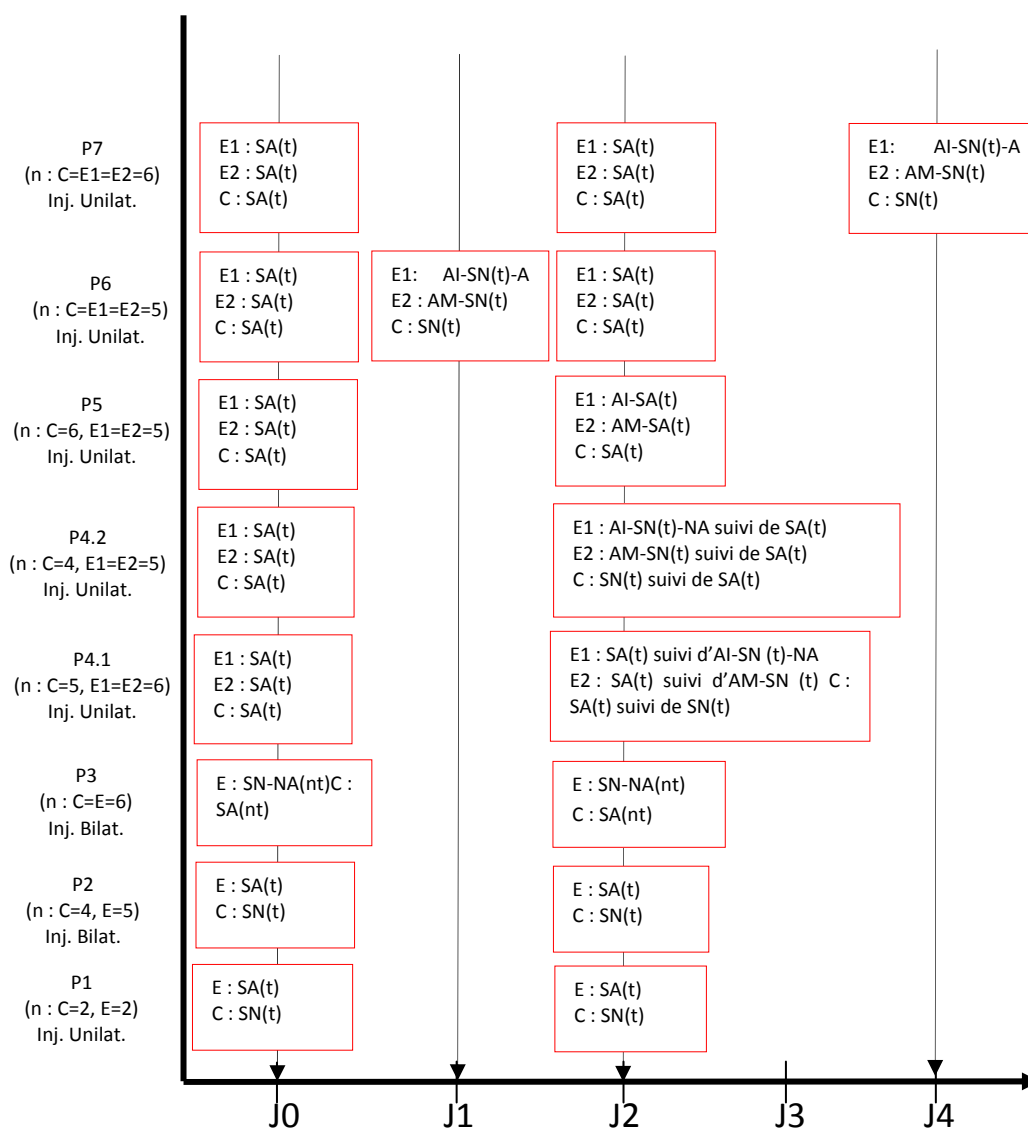 P7
(n : C=E1=E2=6)
Inj. Unilat.
E1 : SA(t)
E2 : SA(t)
C : SA(t)
E1 : SA(t)
E2 : SA(t)
C : SA(t)
E1: AI-SN(t)-A
E2 : AM-SN(t)
C : SN(t)
P6
(n : C=E1=E2=5)
Inj. Unilat.
E1 : SA(t)
E2 : SA(t)
C : SA(t)
E1: AI-SN(t)-A
E2 : AM-SN(t)
C : SN(t)
E1 : SA(t)
E2 : SA(t)
C : SA(t)
P5
(n : C=6, E1=E2=5)
Inj. Unilat.
E1 : SA(t)
E2 : SA(t)
C : SA(t)
E1 : AI-SA(t)
E2 : AM-SA(t)
C : SA(t)
P4.2
(n : C=4, E1=E2=5)
Inj. Unilat.
E1 : SA(t)
E2 : SA(t)
C : SA(t)
E1 : AI-SN(t)-NA suivi de SA(t)
E2 : AM-SN(t) suivi de SA(t)
C : SN(t) suivi de SA(t)
P4.1
(n : C=5, E1=E2=6)
Inj. Unilat.
E1 : SA(t)
E2 : SA(t)
C : SA(t)
E1 : SA(t) suivi d’AI-SN (t)-NA
E2 : SA(t) suivi d’AM-SN (t) C :
SA(t) suivi de SN(t)
P3
(n : C=E=6)
Inj. Bilat.
E : SN-NA(nt)C :
SA(nt)
E : SN-NA(nt)
C : SA(nt)
P2
(n : C=4, E=5)
Inj. Bilat.
E : SA(t)
C : SN(t)
E : SA(t)
C : SN(t)
P1
(n : C=2, E=2)
Inj. Unilat.
E : SA(t)
C : SN(t)
E : SA(t)
C : SN(t)
J0 J1 J2 J3 J4